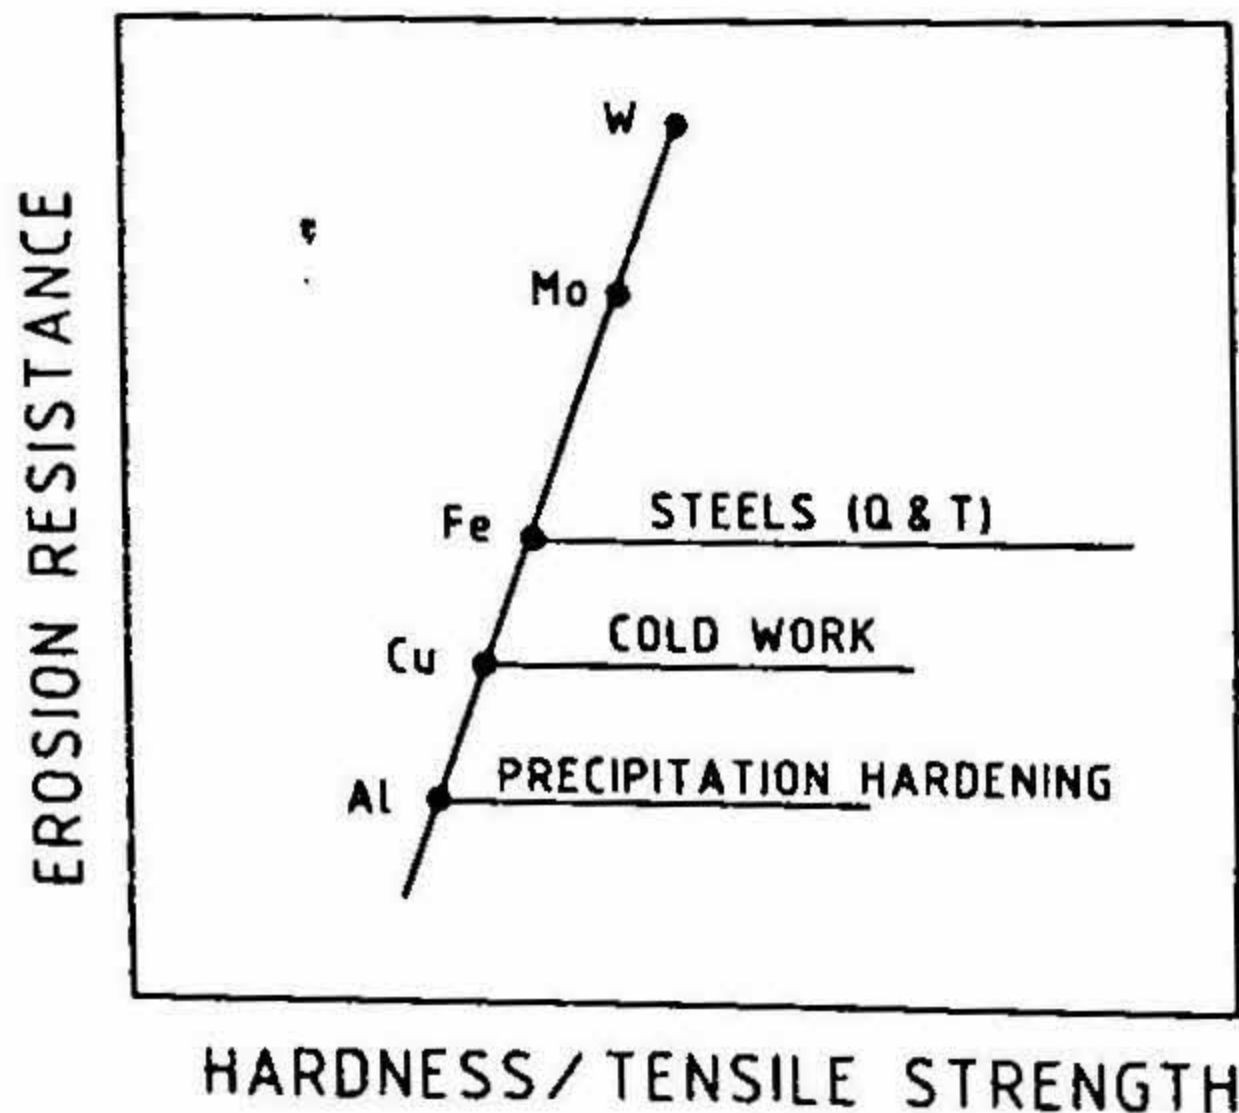 W
Mo
Fe
STEELS (Q & T)
Cu
COLD WORK
Al
PRECIPITATION HARDENING
EROSION RESISTANCE
HARDNESS/TENSILE STRENGTH